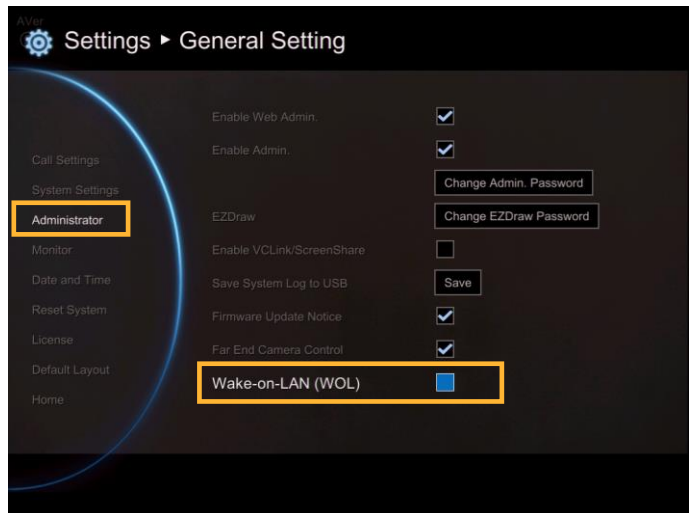 AVer
Settings ▸ General Setting
Call Settings
System Settings
Administrator
Monitor
Date and Time
Reset System
License
Default Layout
Home
Enable Web Admin.
Enable Admin.
Change Admin. Password
EZDraw
Change EZDraw Password
Enable VCLink/ScreenShare
Save System Log to USB
Save
Firmware Update Notice
Far End Camera Control
Wake-on-LAN (WOL)